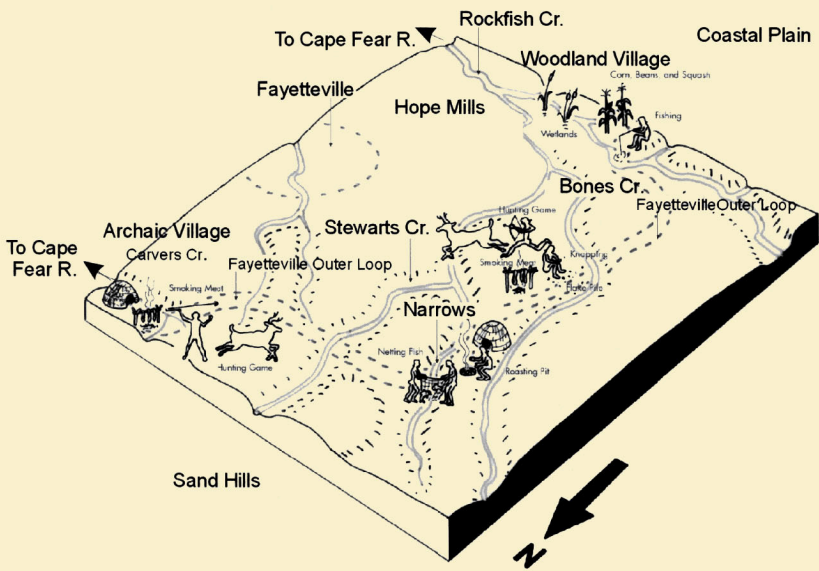 Rockfish Cr.
To Cape Fear R.
Coastal Plain
Woodland Village
Corn, Beans, and Squash
Fayetteville
Hope Mills
Fishing
Wetlands
Bones Cr.
Hunting Game
Fayetteville Outer Loop
Archaic Village
Stewarts Cr.
Carvers Cr.
To Cape
Fear R.
Knapping
Fayetteville Outer Loop
Smoking Meat
Smoking Meat
Narrows
Netting Fish
Hunting Game
Roasting Pit
Sand Hills
N